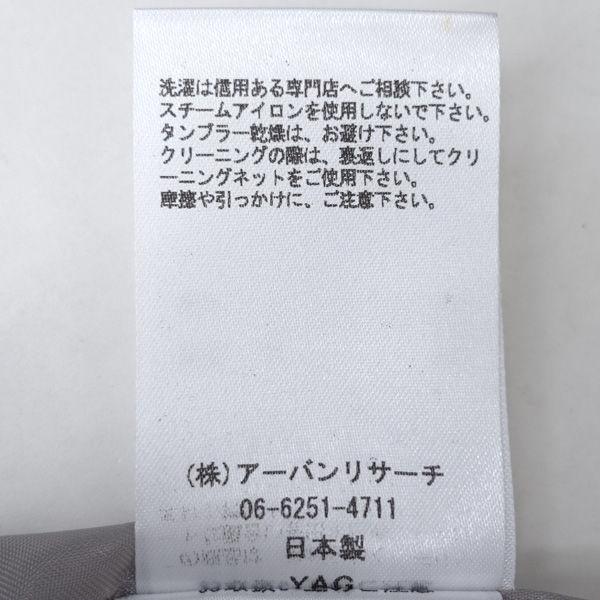 洗濯は信用ある専門店へご相談下さい。
スチームアイロンを使用しないで下さい。
タンブラー乾燥は、お避け下さい。
クリーニングの際は、裏返しにしてクリ
ーニングネットをご使用下さい。
摩擦や引っかけに、ご注意下さい。
(株)アーバンリサーチ
06-6251-4711
日本製